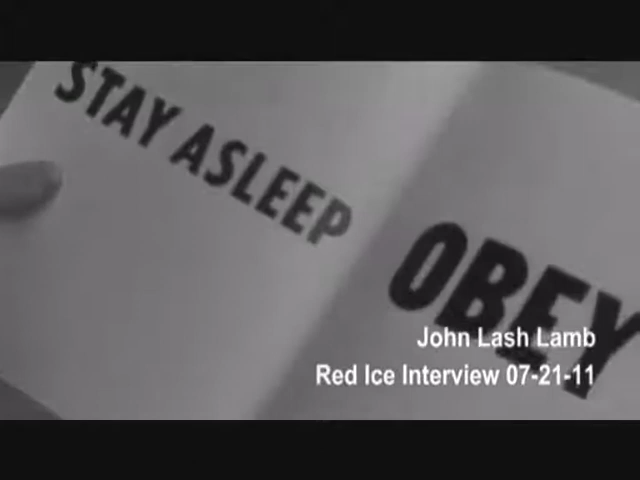 STAY ASLEEP
OBEY
John Lash Lamb
Red Ice Interview 07-21-11